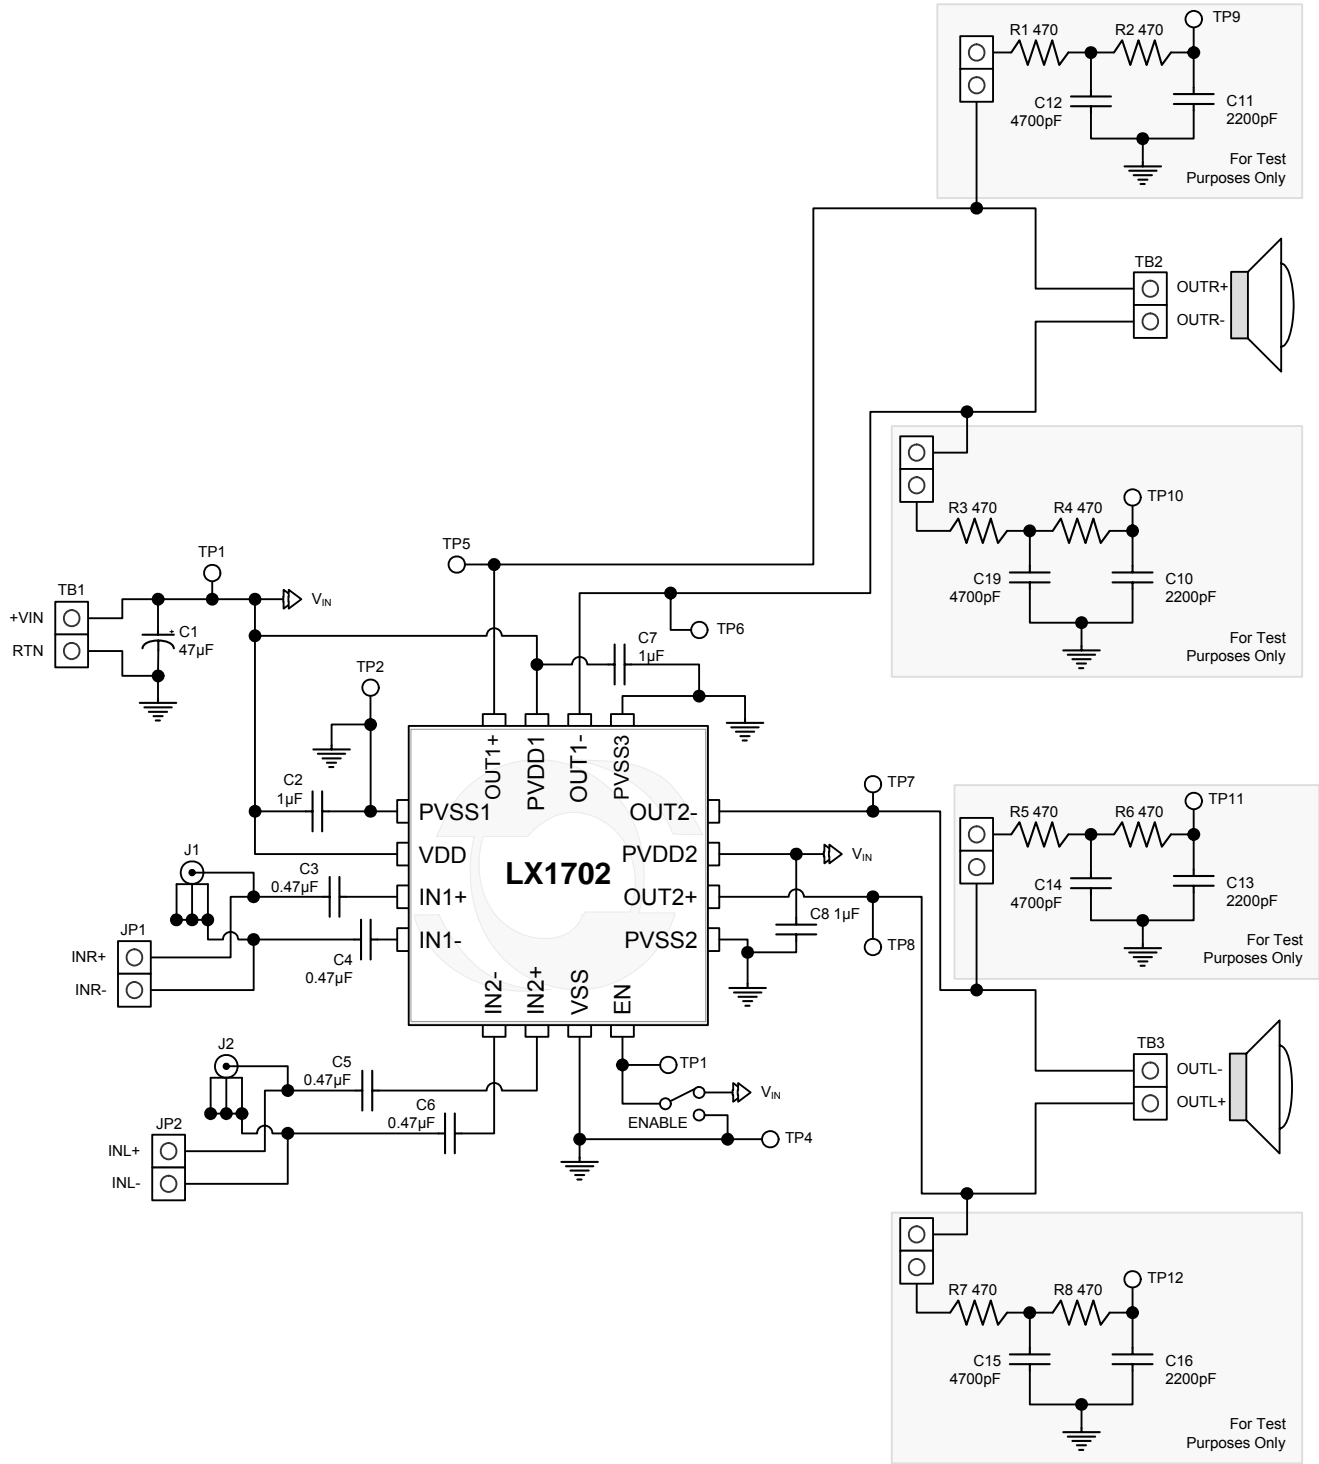 TP9
R1 470
R2 470
C12
4700pF
C11
2200pF
For Test
Purposes Only
TB2
OUTR+
OUTR-
TP10
R3 470
R4 470
C19
4700pF
C10
2200pF
For Test
Purposes Only
TP5
TP1
TB1
+VIN
RTN
VIN
+
C1
47µF
TP6
C7
1µF
TP2
OUT1+
PVDD1
OUT1-
PVSS3
C2
1µF
PVSS1
VDD
IN1+
IN1-
LX1702
OUT2-
PVDD2
OUT2+
PVSS2
IN2-
IN2+
VSS
EN
TP7
VIN
C8 1µF
TP8
J1
C3
0.47µF
JP1
INR+
INR-
C4
0.47µF
TP11
R5 470
R6 470
C14
4700pF
C13
2200pF
For Test
Purposes Only
J2
C5
0.47µF
C6
0.47µF
JP2
INL+
INL-
TP1
VIN
ENABLE
TP4
TB3
OUTL-
OUTL+
TP12
R7 470
R8 470
C15
4700pF
C16
2200pF
For Test
Purposes Only